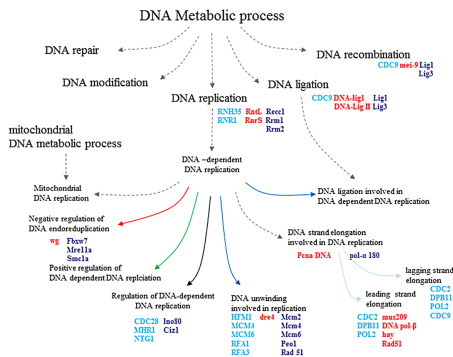 DNA Metabolic process
DNA repair
DNA recombination
CDC9 mei-9 Lig1
Lig3
DNA modification
DNA ligation
CDC9 DNA-lig1 Lig1
DNA-Lig II Lig3
DNA replication
RNH35 RntL Recc1
RNR1 RnrS Rrm1
Rrm2
mitochondrial
DNA metabolic process
DNA –dependent
DNA replication
Mitochondrial
DNA replication
DNA ligation involved in
DNA dependent DNA replication
Negative regulation of
DNA endoreduplication
wg Fbxw7
Mre11a
Smc1a
DNA strand elongation
involved in DNA replication
Pcna DNA pol-α 180
Positive regulation of
DNA dependent DNA replciation
lagging strand
elongation
CDC2
DPB11
POL2
CDC9
Regulation of DNA-dependent
DNA replication
CDC28 Ino80
MHR1 Ciz1
NTG1
DNA unwinding
involved in replication
HFM1 dre4 Mcm2
MCM4 Mcm4
MCM6 Mcm6
RFA1 Peo1
RFA3 Rad 51
leading strand
elongation
CDC2 mus209
DPB11 DNA pol-β
POL2 hay
Rad51